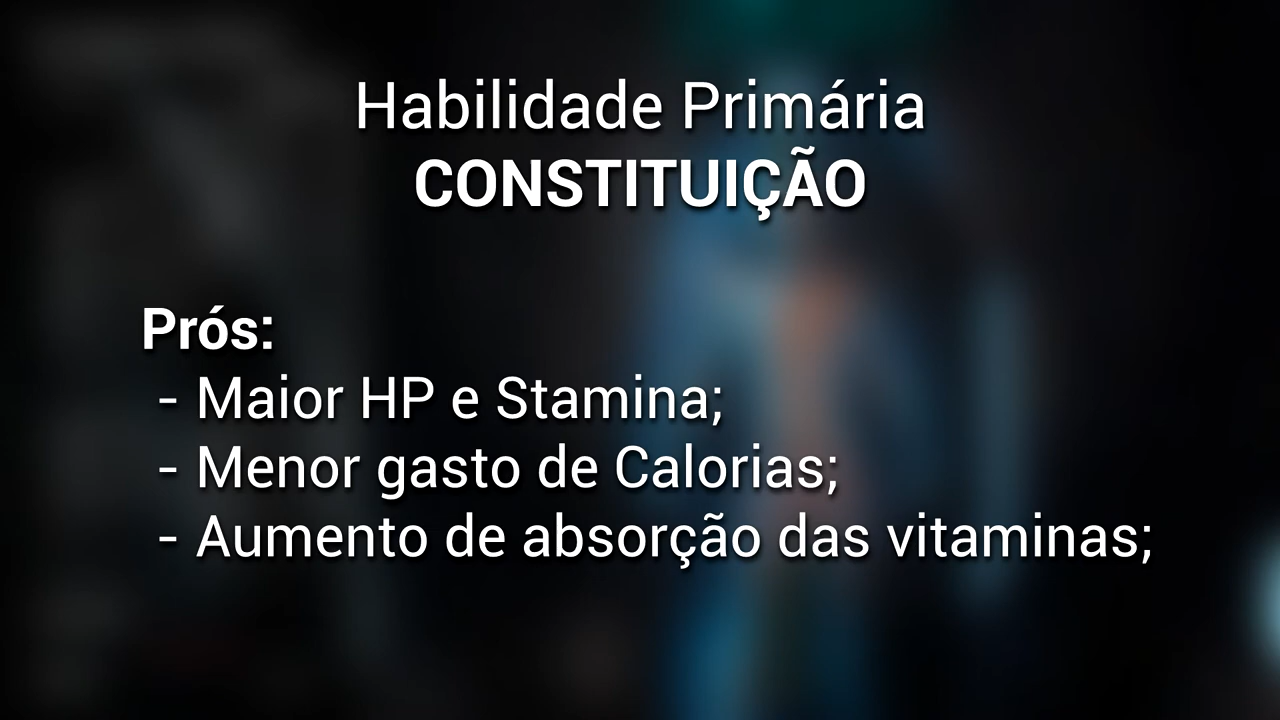 Habilidade Primária
CONSTITUIÇÃO
Prós:
- Maior HP e Stamina;
- Menor gasto de Calorias;
- Aumento de absorção das vitaminas;